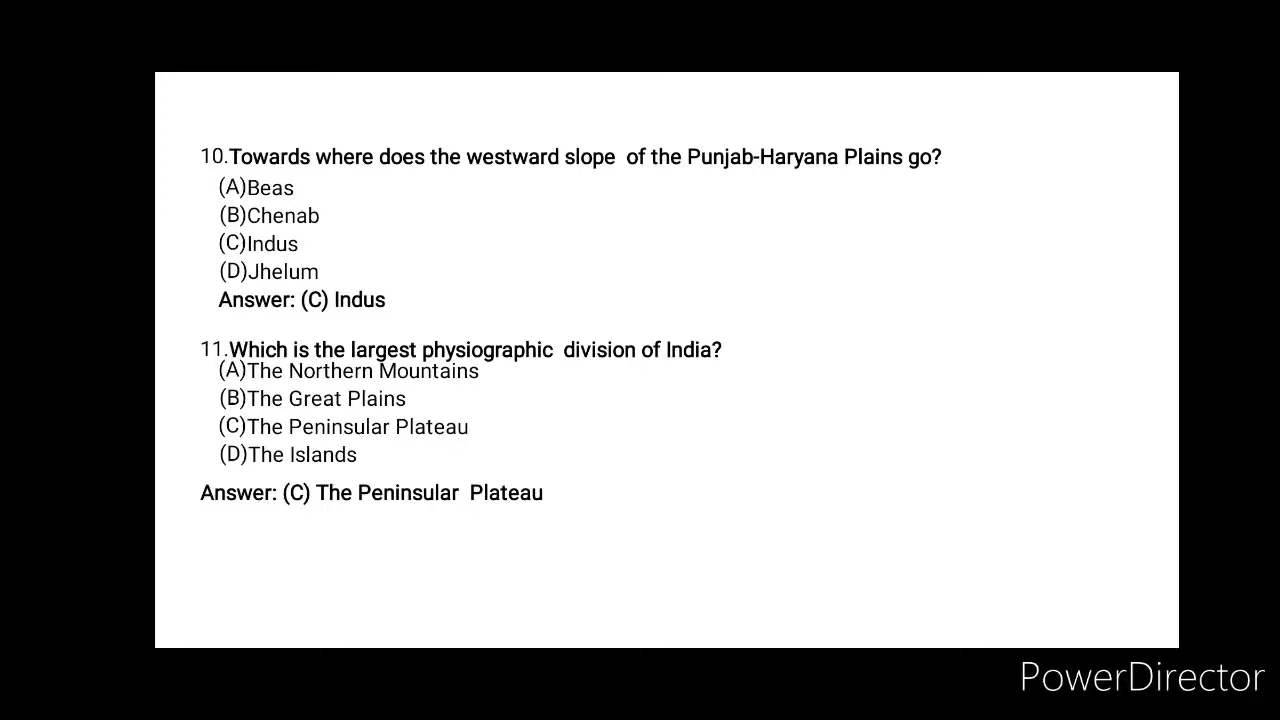 10.Towards where does the westward slope of the Punjab-Haryana Plains go?
(A)Beas
(B)Chenab
(C)Indus
(D)Jhelum
Answer: (C) Indus
11.Which is the largest physiographic division of India?
(A)The Northern Mountains
(B)The Great Plains
(C)The Peninsular Plateau
(D)The Islands
Answer: (C) The Peninsular Plateau
PowerDirector